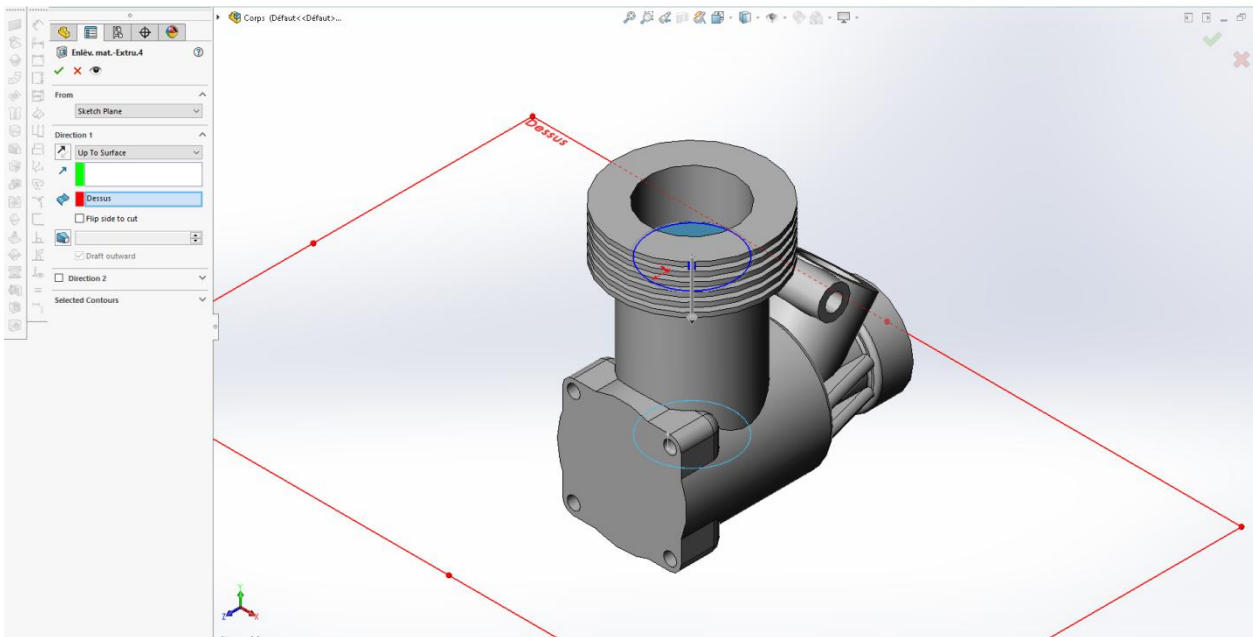 Corps (Défaut<<Défaut>...
Enlèv. mat.-Extru.4
From
Sketch Plane
Direction 1
Up To Surface
Dessus
Flip side to cut
Draft outward
Direction 2
Selected Contours
Dessus
Y
Z
X